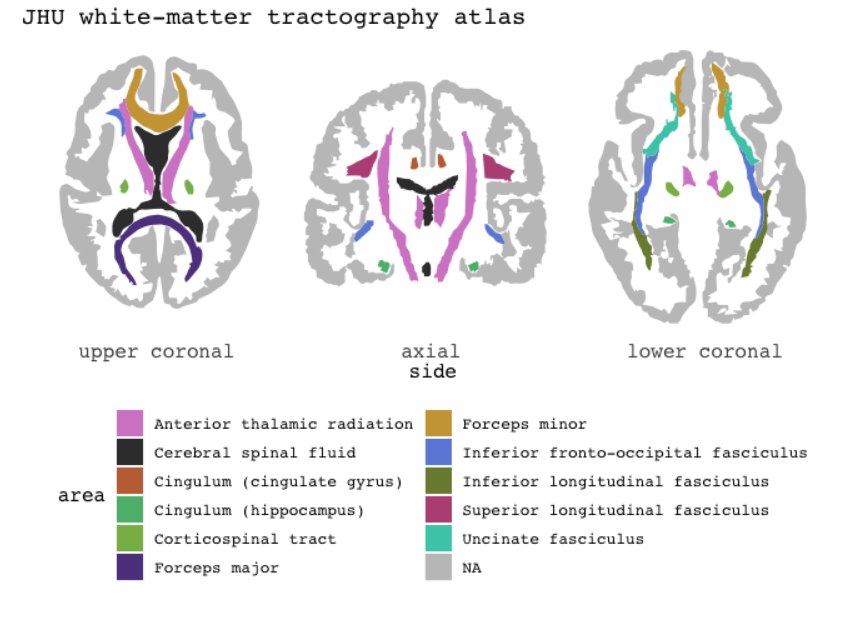 JHU white-matter tractography atlas
upper coronal
axial
lower coronal
side
area
Anterior thalamic radiation
Cerebral spinal fluid
Cingulum (cingulate gyrus)
Cingulum (hippocampus)
Corticospinal tract
Forceps major
Forceps minor
Inferior fronto-occipital fasciculus
Inferior longitudinal fasciculus
Superior longitudinal fasciculus
Uncinate fasciculus
NA